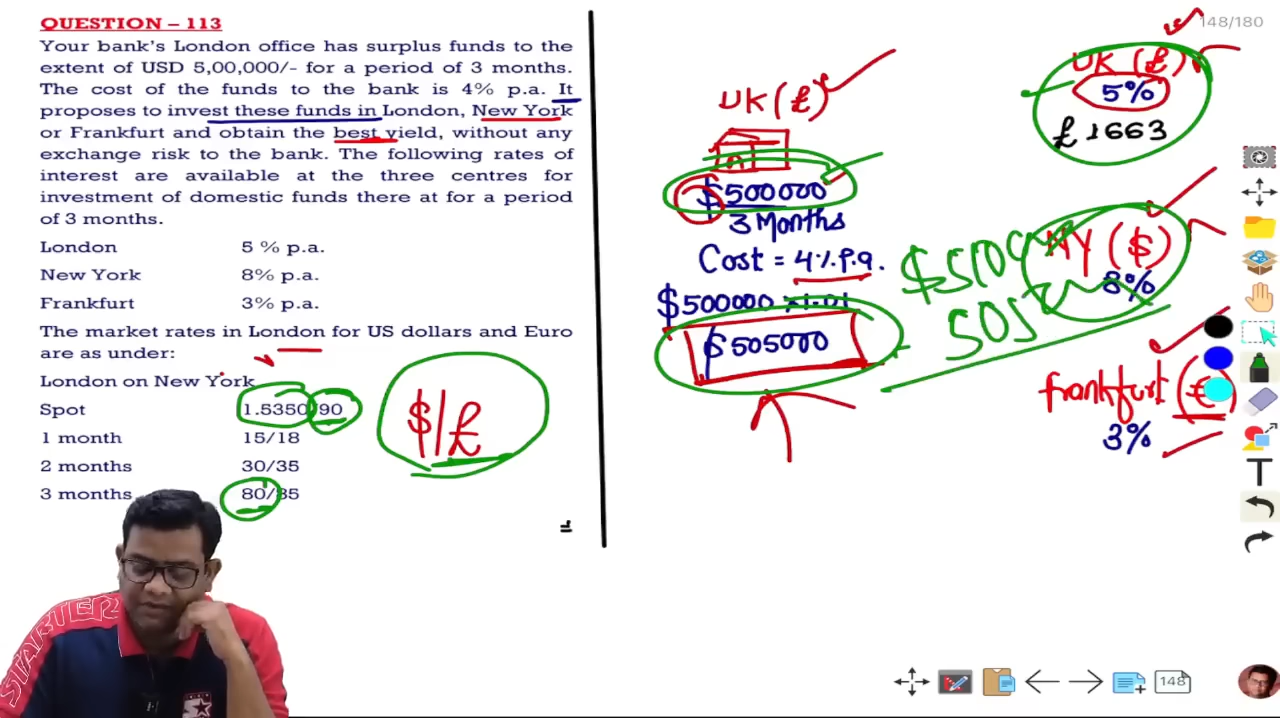 QUESTION – 113
Your bank's London office has surplus funds to the
extent of USD 5,00,000/- for a period of 3 months.
The cost of the funds to the bank is 4% p.a. It
proposes to invest these funds in London, New York
or Frankfurt and obtain the best yield, without any
exchange risk to the bank. The following rates of
interest are available at the three centres for
investment of domestic funds there at for a period
of 3 months.
London 5 % p.a.
New York 8% p.a.
Frankfurt 3% p.a.
The market rates in London for US dollars and Euro
are as under:
London on New York
Spot 1.5350/90
1 month 15/18
2 months 30/35
3 months 80/85
$/£
UK (£)
$500000
3 Months
Cost = 4%P.a.
$500000 x1.01
$505000
148/180
UK (£)
5%
£1663
NY ($)
8%
505
Frankfurt (€)
3%
T
148
STARTER